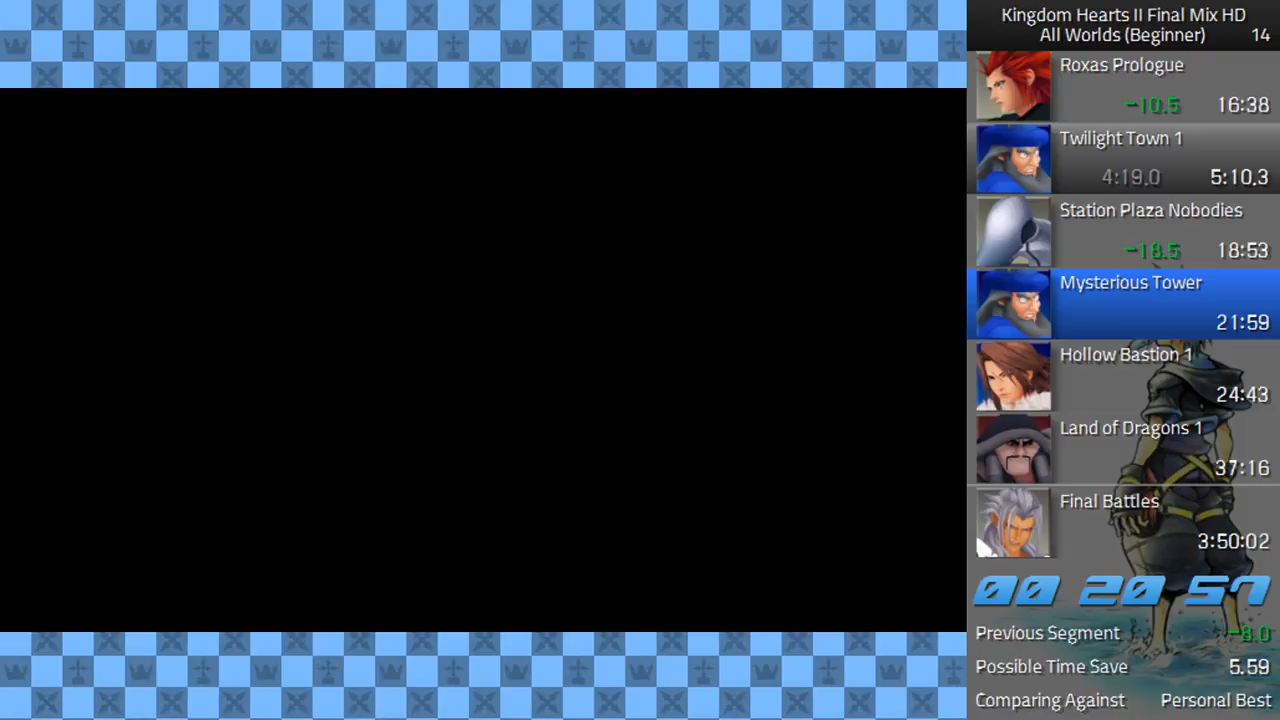 Kingdom Hearts II Final Mix HD
All Worlds (Beginner) 14
Roxas Prologue
-10.5 16:38
Twilight Town 1
4:19.0 5:10.3
Station Plaza Nobodies
-18.5 18:53
Mysterious Tower
21:59
Hollow Bastion 1
24:43
Land of Dragons 1
37:16
Final Battles
3:50:02
00 20 57
Previous Segment -8.0
Possible Time Save 5.59
Comparing Against Personal Best